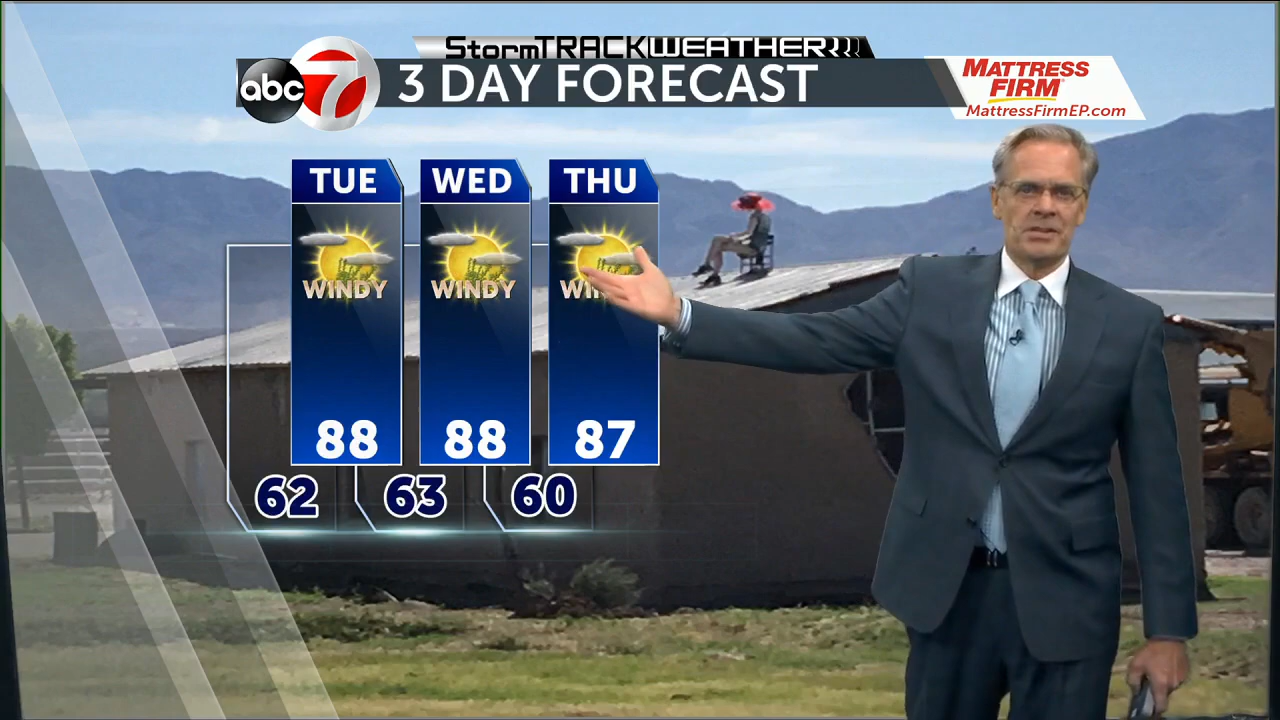 StormTRACKWEATHER
abc 7 3 DAY FORECAST
MATTRESS
FIRM
MattressFirmEP.com
TUE WED THU
WINDY WINDY WIN
88 88 87
62 63 60